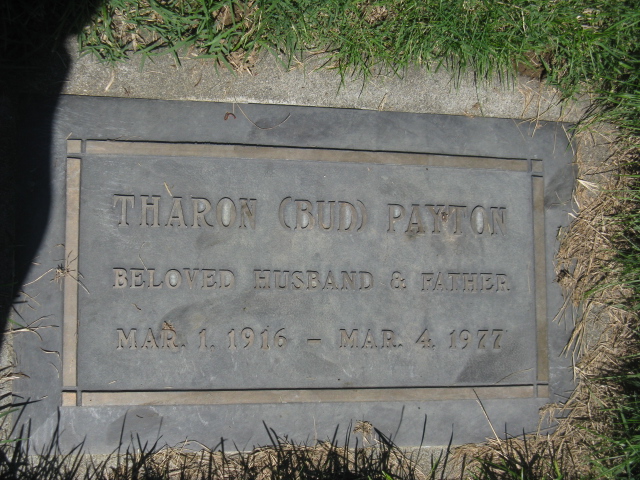 THARON (BUD) PAYTON
BELOVED HUSBAND & FATHER
MAR. 1, 1916 – MAR. 4, 1977